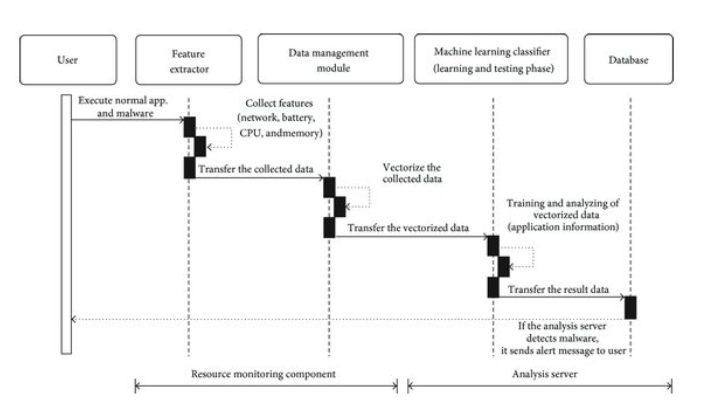 User
Feature
extractor
Data management
module
Machine learning classifier
(learning and testing phase)
Database
Execute normal app.
and malware
Collect features
(network, battery,
CPU, andmemory)
Transfer the collected data
Vectorize the
collected data
Transfer the vectorized data
Training and analyzing of
vectorized data
(application information)
Transfer the result data
If the analysis server
detects malware,
it sends alert message to user
Resource monitoring component
Analysis server